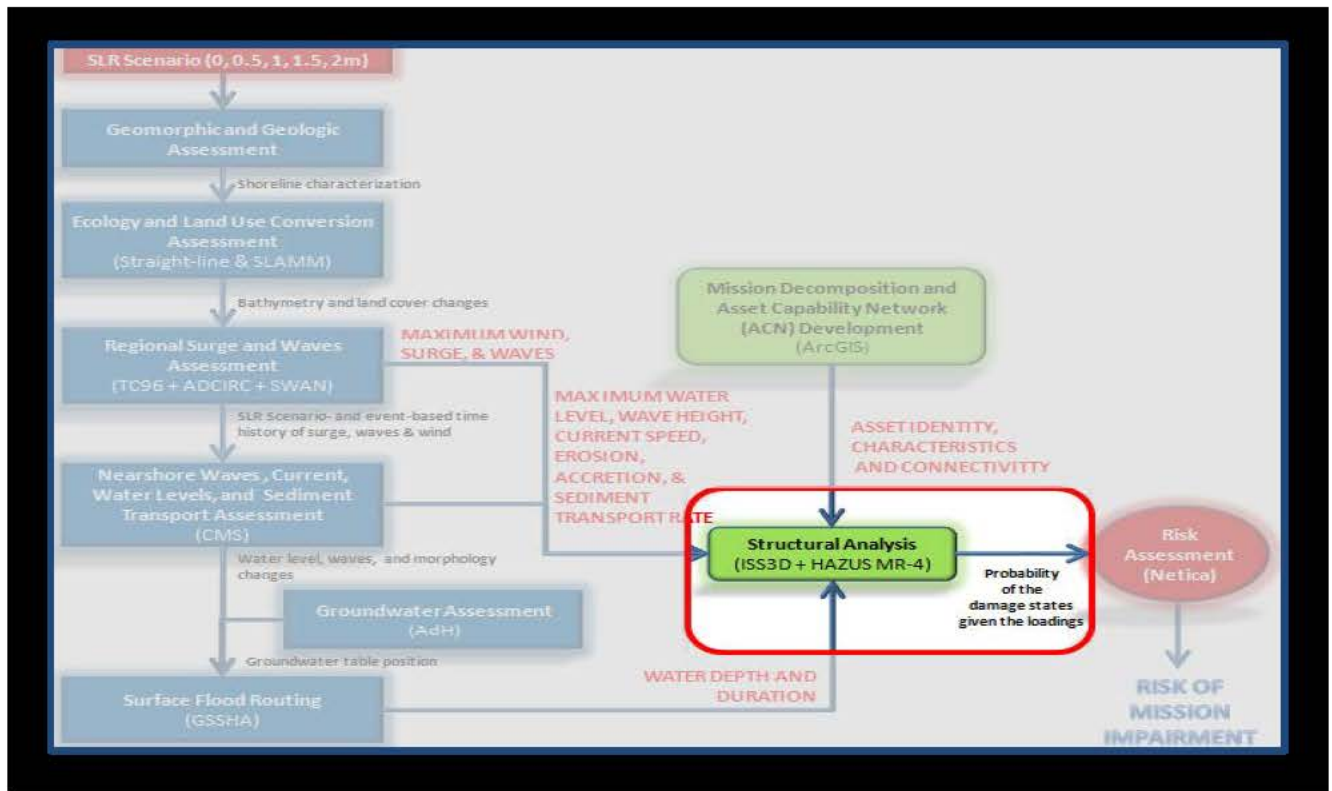 SLR Scenario (0, 0.5, 1, 1.5, 2m)
Geomorphic and Geologic
Assessment
Shoreline characterization
Ecology and Land Use Conversion
Assessment
(Straight-line & SLAMM)
Bathymetry and land cover changes
Regional Surge and Waves
Assessment
(TC96 + ADCIRC + SWAN)
MAXIMUM WIND,
SURGE, & WAVES
SLR Scenario- and event-based time
history of surge, waves & wind
Nearshore Waves, Current,
Water Levels, and Sediment
Transport Assessment
(CMS)
Water level, waves, and morphology
changes
Groundwater Assessment
(AdH)
Groundwater table position
Surface Flood Routing
(GSSHA)
MAXIMUM WATER
LEVEL, WAVE HEIGHT,
CURRENT SPEED,
EROSION,
ACCRETION, &
SEDIMENT
TRANSPORT RATE
Mission Decomposition and
Asset Capability Network
(ACN) Development
(ArcGIS)
ASSET IDENTITY,
CHARACTERISTICS
AND CONNECTIVITTY
Structural Analysis
(ISS3D + HAZUS MR-4)
WATER DEPTH AND
DURATION
Probability
of the
damage states
given the loadings
Risk
Assessment
(Netica)
RISK OF
MISSION
IMPAIRMENT